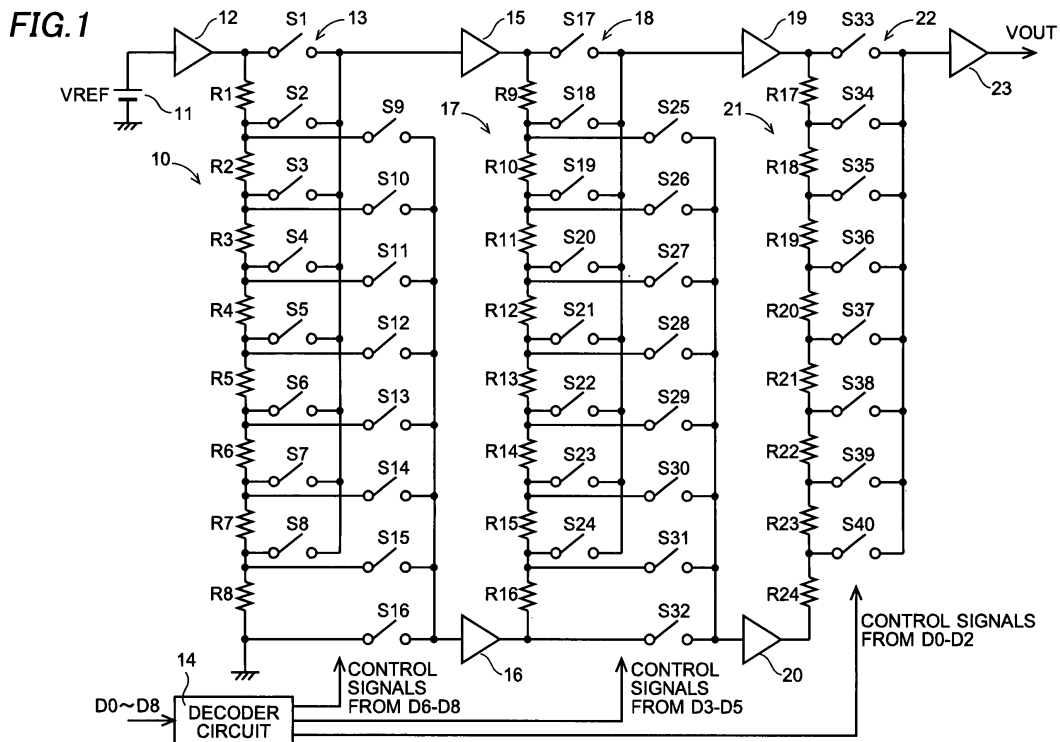 FIG.1
12 S1 13 15 S17 18 19 S33 22 VOUT
VREF 11 R1 S2 S9 R9 S18 S25 R17 S34 23
10 17 21
R2 S3 S10 R10 S19 S26 R18 S35
R3 S4 S11 R11 S20 S27 R19 S36
R4 S5 S12 R12 S21 S28 R20 S37
R5 S6 S13 R13 S22 S29 R21 S38
R6 S7 S14 R14 S23 S30 R22 S39
R7 S8 S15 R15 S24 S31 R23 S40
R8 S16 R16 S32 R24
16 20
CONTROL SIGNALS
FROM D0-D2
CONTROL
SIGNALS
FROM D6-D8
CONTROL
SIGNALS
FROM D3-D5
14
D0~D8
DECODER
CIRCUIT